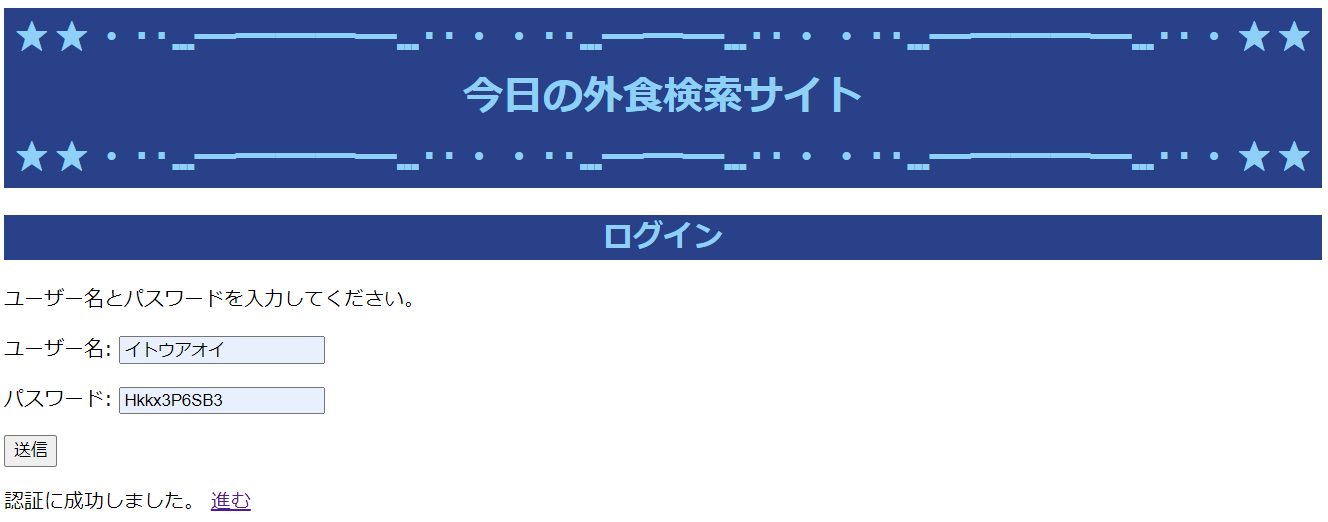 ★★・‥…━━━━━…‥・・‥…━━━…‥・・‥…━━━━━…‥・★★
今日の外食検索サイト
★★・‥…━━━━━…‥・・‥…━━━…‥・・‥…━━━━━…‥・★★
ログイン
ユーザー名とパスワードを入力してください。
ユーザー名: イトウアオイ
パスワード: Hkkx3P6SB3
送信
認証に成功しました。 進む